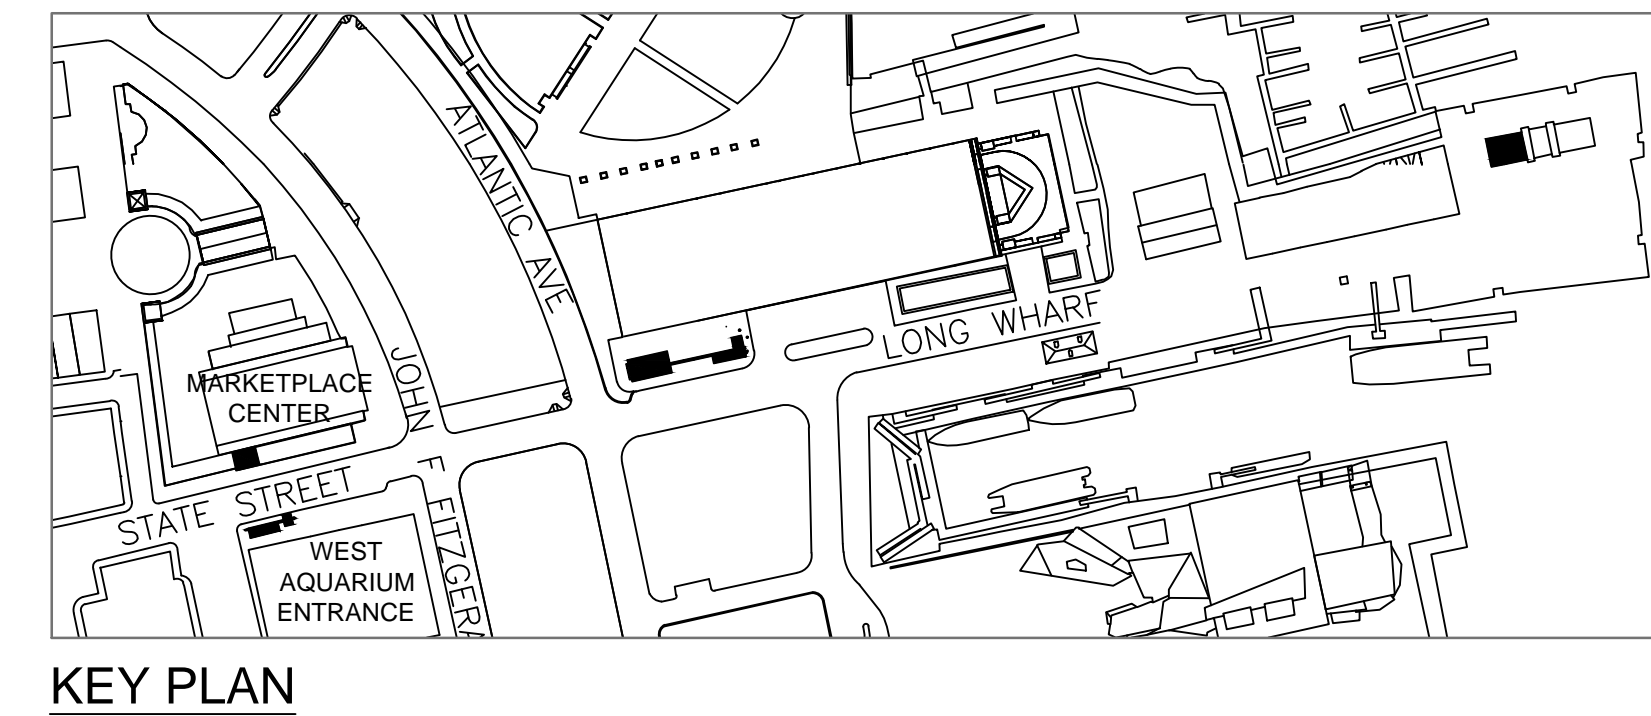 ATLANTIC AVE
LONG WHARF
JOHN
F FITZGERA
MARKETPLACE
CENTER
STATE STREET
WEST
AQUARIUM
ENTRANCE
KEY PLAN